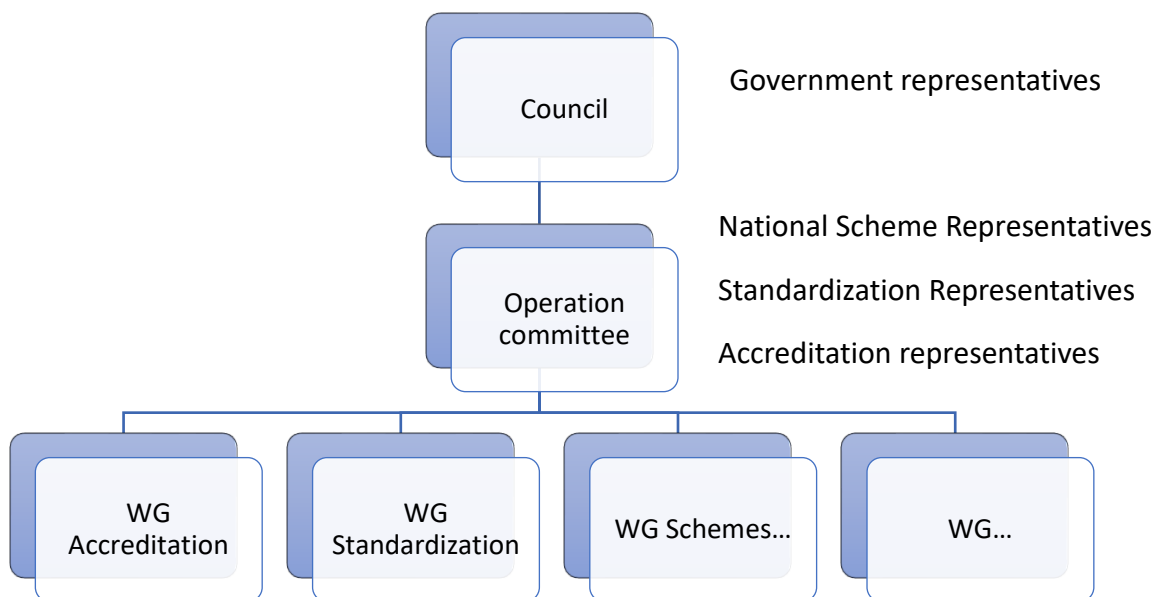 Council
Government representatives
Operation
committee
National Scheme Representatives
Standardization Representatives
Accreditation representatives
WG
Accreditation
WG
Standardization
WG Schemes...
WG...